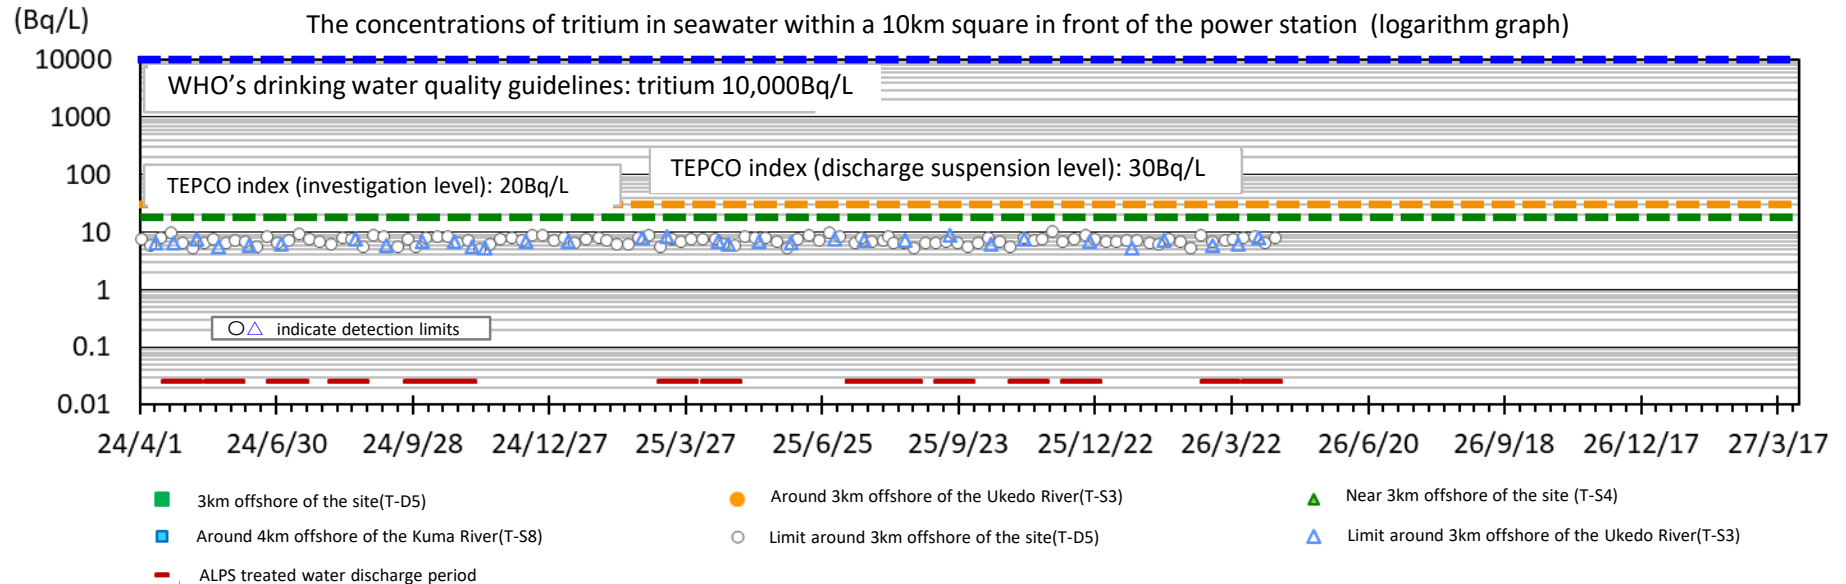 (Bq/L)
The concentrations of tritium in seawater within a 10km square in front of the power station (logarithm graph)
10000
WHO's drinking water quality guidelines: tritium 10,000Bq/L
1000
100
TEPCO index (discharge suspension level): 30Bq/L
TEPCO index (investigation level): 20Bq/L
10
1
○△ indicate detection limits
0.1
0.01
24/4/1 24/6/30 24/9/28 24/12/27 25/3/27 25/6/25 25/9/23 25/12/22 26/3/22 26/6/20 26/9/18 26/12/17 27/3/17
3km offshore of the site(T-D5) Around 3km offshore of the Ukedo River(T-S3) Near 3km offshore of the site (T-S4)
Around 4km offshore of the Kuma River(T-S8) Limit around 3km offshore of the site(T-D5) Limit around 3km offshore of the Ukedo River(T-S3)
ALPS treated water discharge period